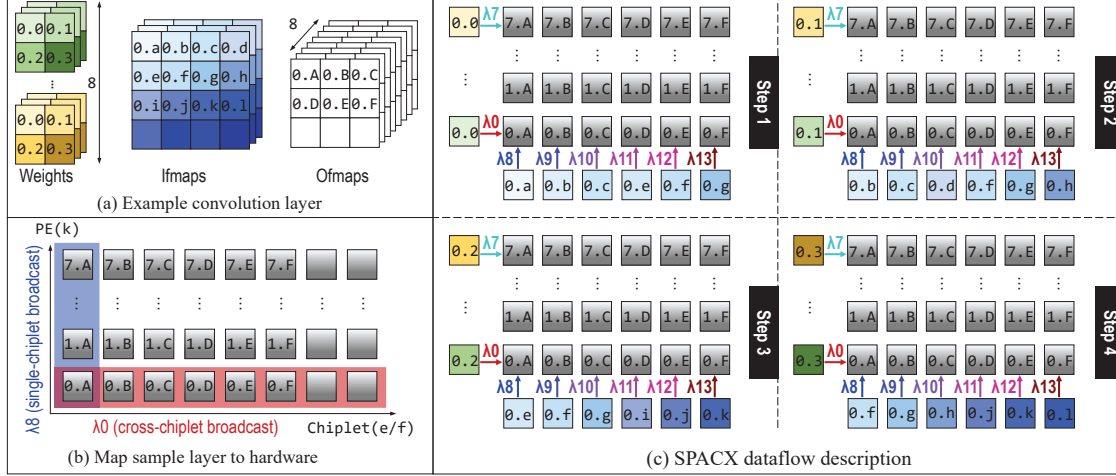 8
0.0 0.1
0.2 0.3
⋮
8
0.0 0.1
0.2 0.3
Weights
0.a 0.b 0.c 0.d
0.e 0.f 0.g 0.h
0.i 0.j 0.k 0.l
Ifmaps
0.A 0.B 0.C
0.D 0.E 0.F
Ofmaps
(a) Example convolution layer
PE(k)
7.A 7.B 7.C 7.D 7.E 7.F
⋮ ⋮ ⋮ ⋮ ⋮ ⋮
1.A 1.B 1.C 1.D 1.E 1.F
0.A 0.B 0.C 0.D 0.E 0.F
λ8 (single-chiplet broadcast)
λ0 (cross-chiplet broadcast)
Chiplet(e/f)
(b) Map sample layer to hardware
0.0 λ7 7.A 7.B 7.C 7.D 7.E 7.F
⋮ ⋮ ⋮ ⋮ ⋮ ⋮ ⋮
1.A 1.B 1.C 1.D 1.E 1.F
0.0 λ0 0.A 0.B 0.C 0.D 0.E 0.F
λ8 λ9 λ10 λ11 λ12 λ13
0.a 0.b 0.c 0.e 0.f 0.g
Step 1
0.1 λ7 7.A 7.B 7.C 7.D 7.E 7.F
⋮ ⋮ ⋮ ⋮ ⋮ ⋮ ⋮
1.A 1.B 1.C 1.D 1.E 1.F
0.1 λ0 0.A 0.B 0.C 0.D 0.E 0.F
λ8 λ9 λ10 λ11 λ12 λ13
0.b 0.c 0.d 0.f 0.g 0.h
Step 2
0.2 λ7 7.A 7.B 7.C 7.D 7.E 7.F
⋮ ⋮ ⋮ ⋮ ⋮ ⋮ ⋮
1.A 1.B 1.C 1.D 1.E 1.F
0.2 λ0 0.A 0.B 0.C 0.D 0.E 0.F
λ8 λ9 λ10 λ11 λ12 λ13
0.e 0.f 0.g 0.i 0.j 0.k
Step 3
0.3 λ7 7.A 7.B 7.C 7.D 7.E 7.F
⋮ ⋮ ⋮ ⋮ ⋮ ⋮ ⋮
1.A 1.B 1.C 1.D 1.E 1.F
0.3 λ0 0.A 0.B 0.C 0.D 0.E 0.F
λ8 λ9 λ10 λ11 λ12 λ13
0.f 0.g 0.h 0.j 0.k 0.l
Step 4
(c) SPACX dataflow description